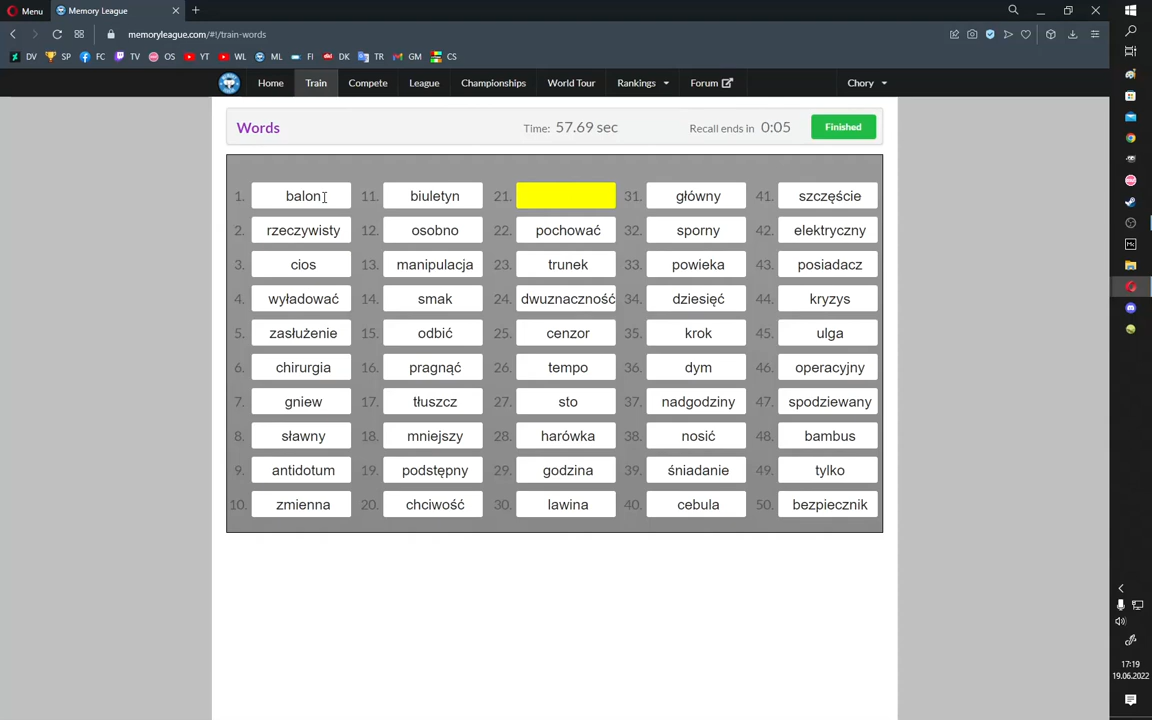 Menu
Memory League
memoryleague.com/#!/train-words
DV SP FC TV OS YT WL ML FI DK TR GM CS
Home Train Compete League Championships World Tour Rankings Forum Chory
Words Time: 57.69 sec Recall ends in 0:05 Finished
1. balon 11. biuletyn 21. 31. główny 41. szczęście
2. rzeczywisty 12. osobno 22. pochować 32. sporny 42. elektryczny
3. cios 13. manipulacja 23. trunek 33. powieka 43. posiadacz
4. wyładować 14. smak 24. dwuznaczność 34. dziesięć 44. kryzys
5. zasłużenie 15. odbić 25. cenzor 35. krok 45. ulga
6. chirurgia 16. pragnąć 26. tempo 36. dym 46. operacyjny
7. gniew 17. tłuszcz 27. sto 37. nadgodziny 47. spodziewany
8. sławny 18. mniejszy 28. harówka 38. nosić 48. bambus
9. antidotum 19. podstępny 29. godzina 39. śniadanie 49. tylko
10. zmienna 20. chciwość 30. lawina 40. cebula 50. bezpiecznik
17:19
19.06.2022